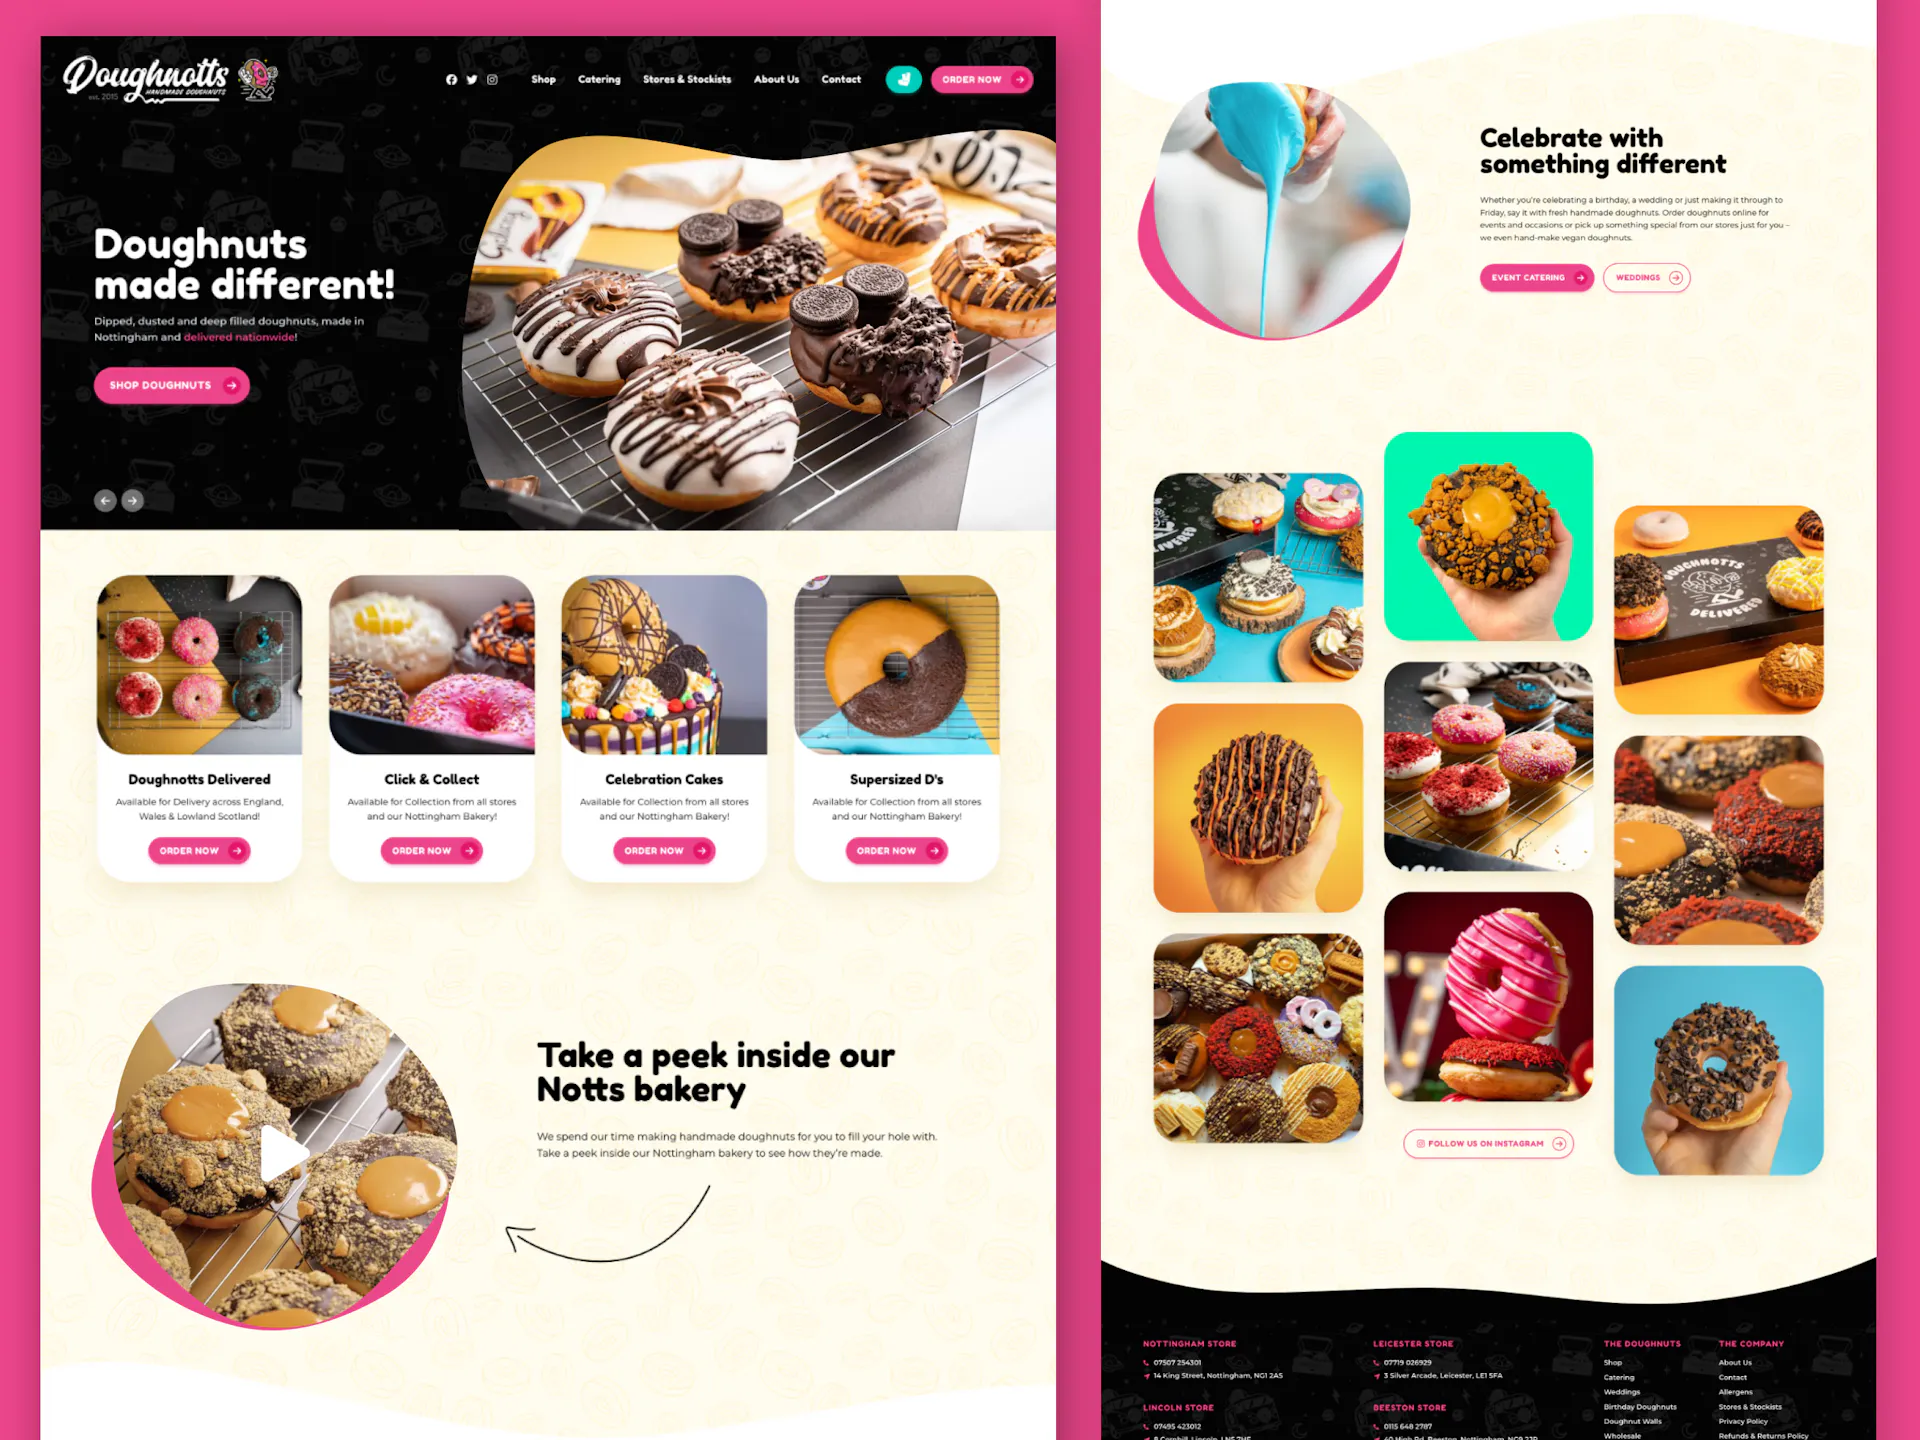 Doughnotts
HANDMADE DOUGHNUTS
est. 2015
Shop
Catering
Stores & Stockists
About Us
Contact
ORDER NOW
Doughnuts
made different!
Dipped, dusted and deep filled doughnuts, made in
Nottingham and delivered nationwide!
SHOP DOUGHNUTS
Doughnotts Delivered
Available for Delivery across England,
Wales & Lowland Scotland!
ORDER NOW
Click & Collect
Available for Collection from all stores
and our Nottingham Bakery!
ORDER NOW
Celebration Cakes
Available for Collection from all stores
and our Nottingham Bakery!
ORDER NOW
Supersized D's
Available for Collection from all stores
and our Nottingham Bakery!
ORDER NOW
Take a peek inside our
Notts bakery
We spend our time making handmade doughnuts for you to fill your hole with.
Take a peek inside our Nottingham bakery to see how they're made.
Celebrate with
something different
Whether you're celebrating a birthday, a wedding or just making it through to
Friday, say it with fresh handmade doughnuts. Order doughnuts online for
events and occasions or pick up something special from our stores just for you –
we even hand-make vegan doughnuts.
EVENT CATERING
WEDDINGS
DOUGHNOTTS
DELIVERED
FOLLOW US ON INSTAGRAM
NOTTINGHAM STORE
07507 254301
14 King Street, Nottingham, NG1 2AS
LINCOLN STORE
07495 423012
LEICESTER STORE
07719 026929
3 Silver Arcade, Leicester, LE1 5FA
BEESTON STORE
0115 648 2787
THE DOUGHNUTS
Shop
Catering
Weddings
Birthday Doughnuts
Doughnut Walls
Wholesale
THE COMPANY
About Us
Contact
Allergens
Stores & Stockists
Privacy Policy
Refunds & Returns Policy